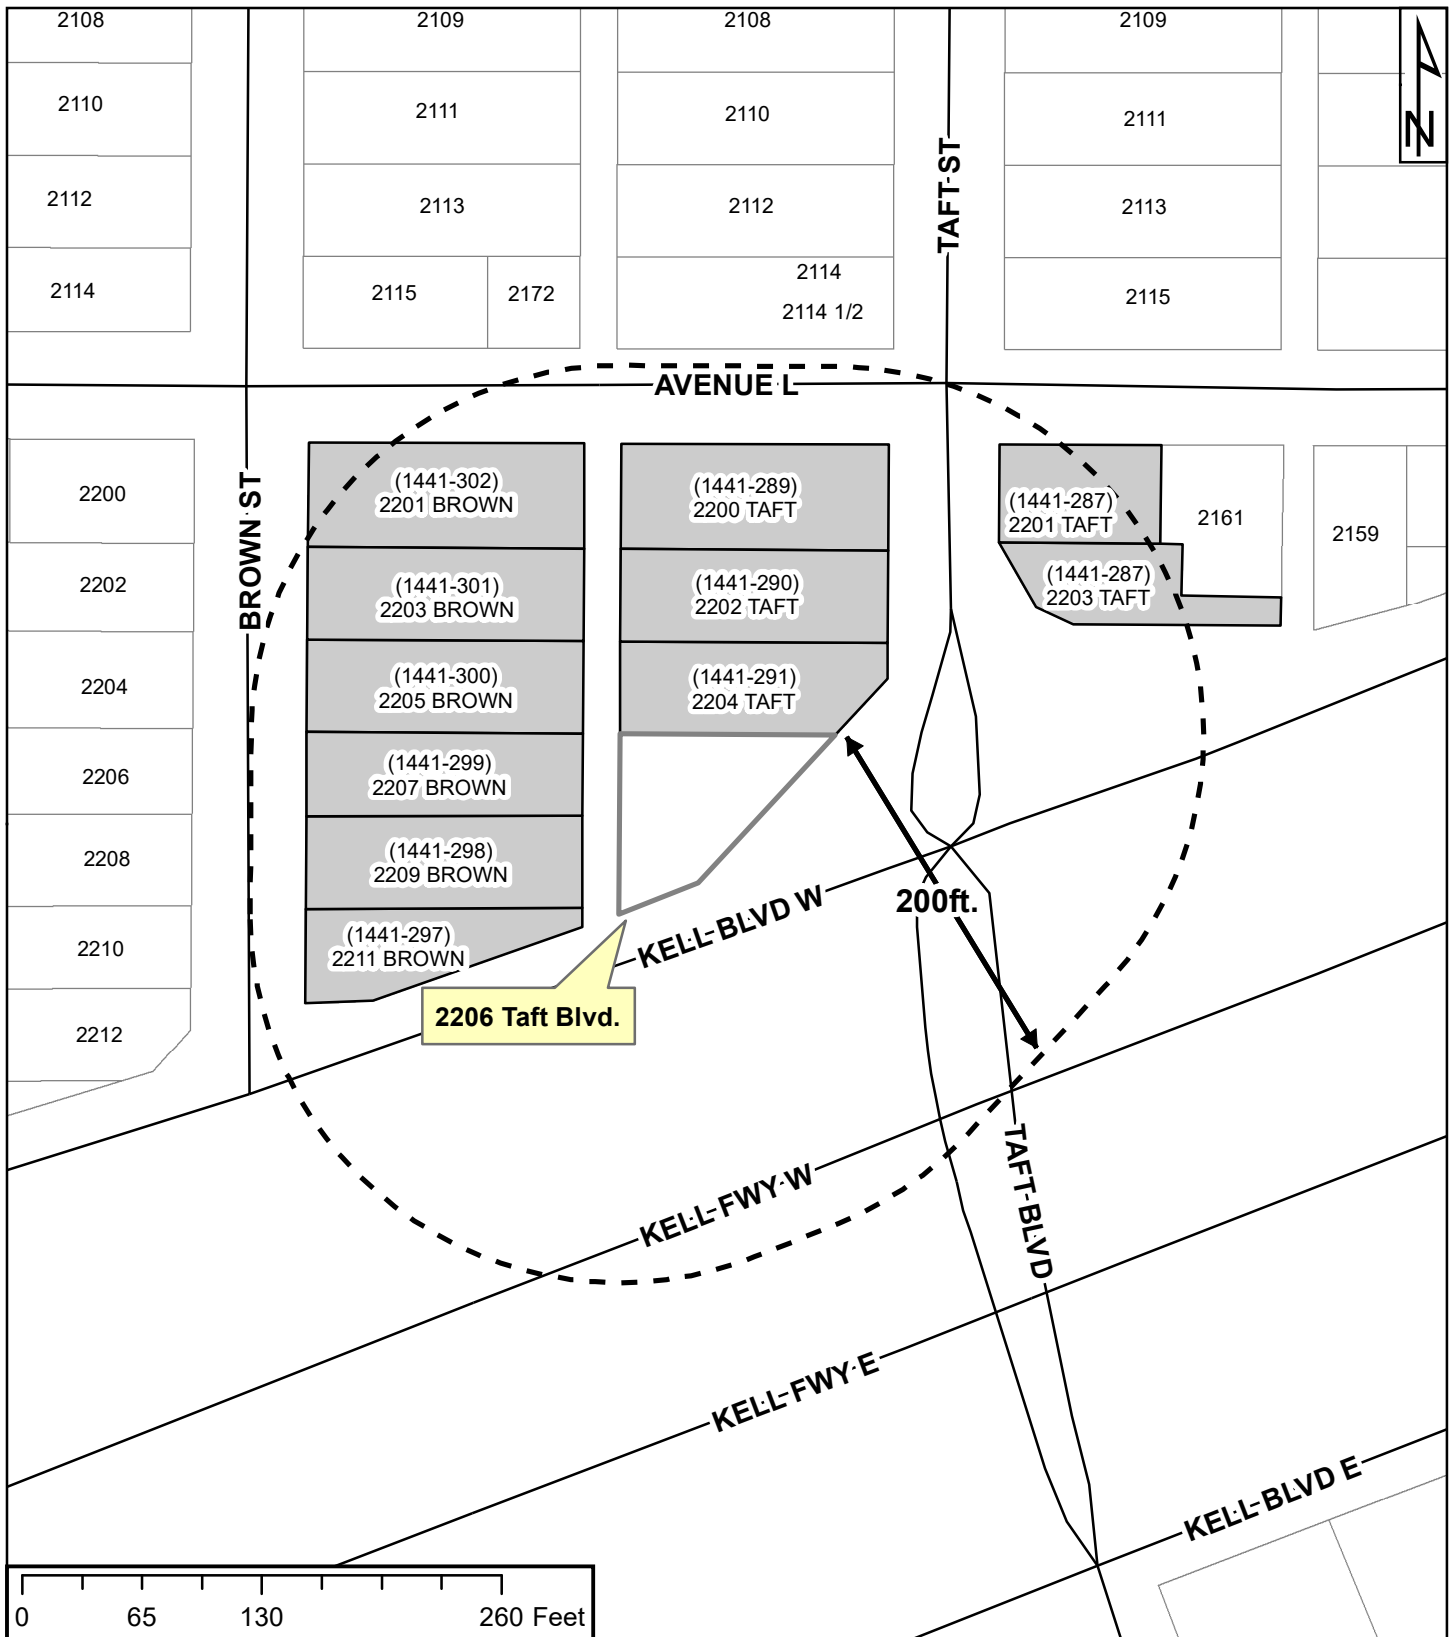 2108
2109
2108
2109
N
2110
2111
2110
2111
2112
2113
2112
TAFT ST
2113
2114
2115
2172
2114
2114 1/2
2115
AVENUE L
2200
BROWN ST
(1441-302)
2201 BROWN
(1441-289)
2200 TAFT
(1441-287)
2201 TAFT
2161
2159
2202
(1441-301)
2203 BROWN
(1441-290)
2202 TAFT
(1441-287)
2203 TAFT
2204
(1441-300)
2205 BROWN
(1441-291)
2204 TAFT
2206
(1441-299)
2207 BROWN
2208
(1441-298)
2209 BROWN
200ft.
2210
(1441-297)
2211 BROWN
KELL BLVD W
2206 Taft Blvd.
2212
KELL FWY W
TAFT BLVD
KELL FWY E
KELL BLVD E
0 65 130 260 Feet